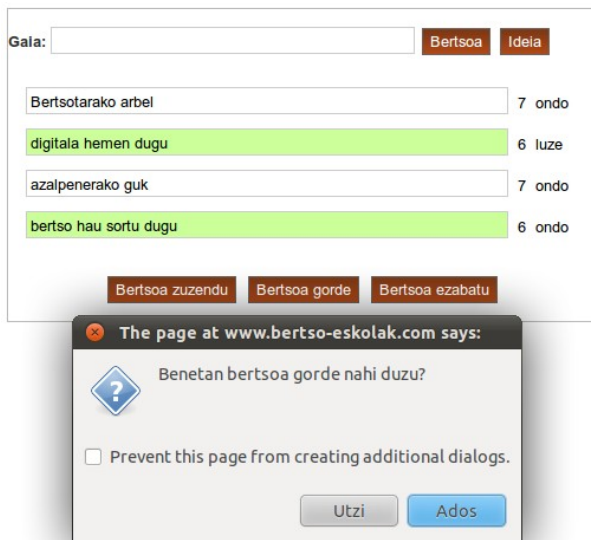 Gaia: Bertsoa Ideia
Bertsotarako arbel 7 ondo
digitala hemen dugu 6 luze
azalpenerako guk 7 ondo
bertso hau sortu dugu 6 ondo
Bertsoa zuzendu Bertsoa gorde Bertsoa ezabatu
The page at www.bertso-eskolak.com says:
Benetan bertsoa gorde nahi duzu?
Prevent this page from creating additional dialogs.
Utzi Ados